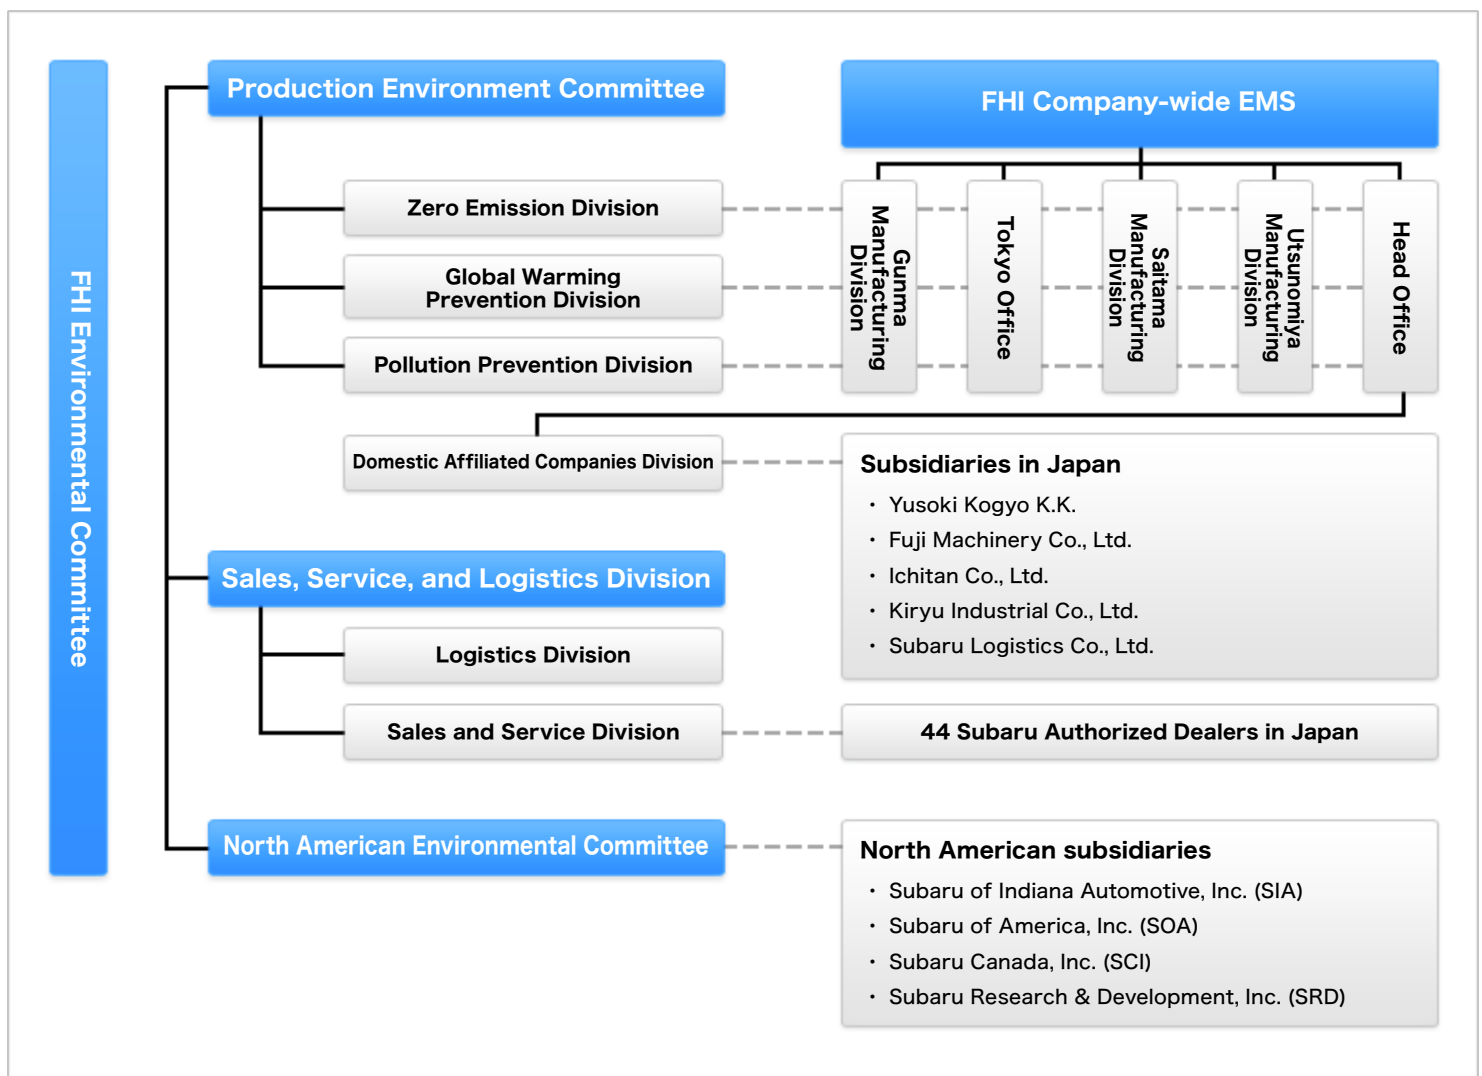 FHI Environmental Committee
Production Environment Committee
Zero Emission Division
Global Warming
Prevention Division
Pollution Prevention Division
FHI Company-wide EMS
Gunma
Manufacturing
Division
Tokyo Office
Saitama
Manufacturing
Division
Utsunomiya
Manufacturing
Division
Head Office
Domestic Affiliated Companies Division
Subsidiaries in Japan
・ Yusoki Kogyo K.K.
・ Fuji Machinery Co., Ltd.
・ Ichitan Co., Ltd.
・ Kiryu Industrial Co., Ltd.
・ Subaru Logistics Co., Ltd.
Sales, Service, and Logistics Division
Logistics Division
Sales and Service Division
44 Subaru Authorized Dealers in Japan
North American Environmental Committee
North American subsidiaries
・ Subaru of Indiana Automotive, Inc. (SIA)
・ Subaru of America, Inc. (SOA)
・ Subaru Canada, Inc. (SCI)
・ Subaru Research & Development, Inc. (SRD)